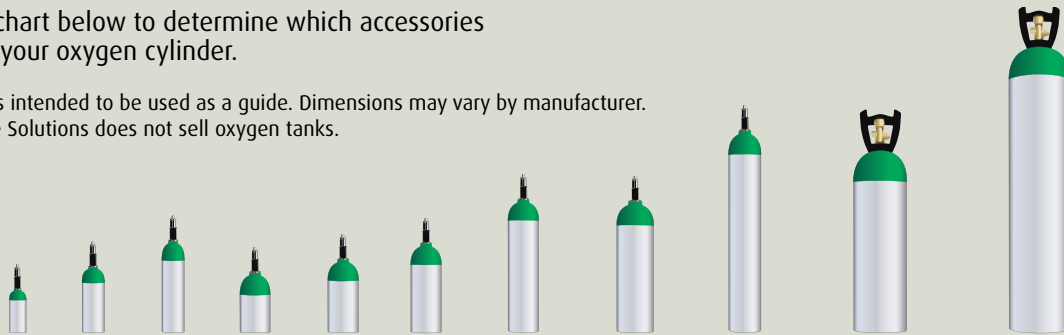 chart below to determine which accessories
your oxygen cylinder.
s intended to be used as a guide. Dimensions may vary by manufacturer.
e Solutions does not sell oxygen tanks.